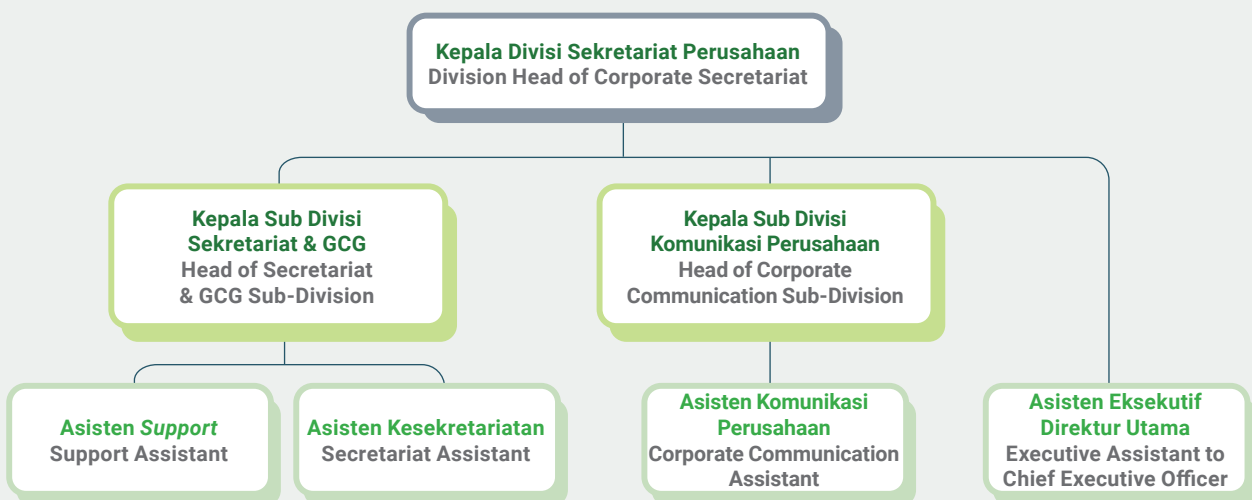 Kepala Divisi Sekretariat Perusahaan
Division Head of Corporate Secretariat
Kepala Sub Divisi
Sekretariat & GCG
Head of Secretariat
& GCG Sub-Division
Kepala Sub Divisi
Komunikasi Perusahaan
Head of Corporate
Communication Sub-Division
Asisten Support
Support Assistant
Asisten Kesekretariatan
Secretariat Assistant
Asisten Komunikasi
Perusahaan
Corporate Communication
Assistant
Asisten Eksekutif
Direktur Utama
Executive Assistant to
Chief Executive Officer